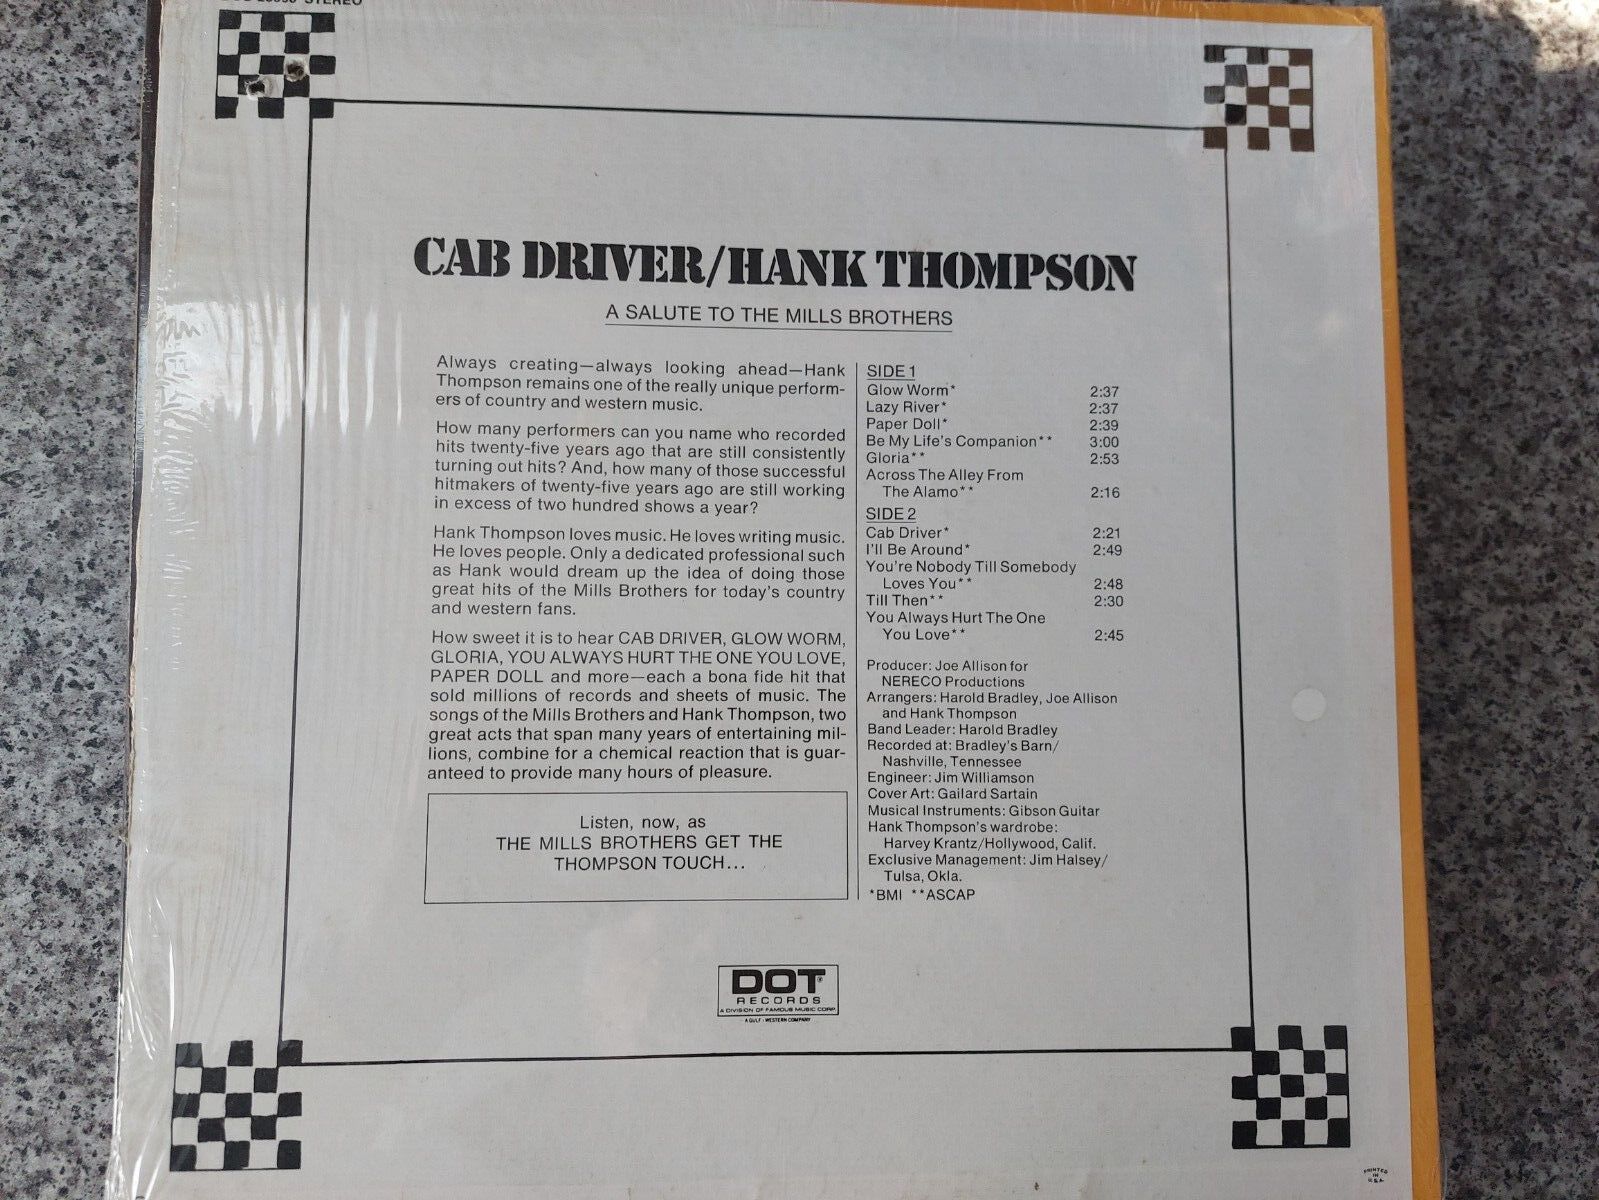 STEREO
CAB DRIVER/HANK THOMPSON
A SALUTE TO THE MILLS BROTHERS
Always creating—always looking ahead—Hank
Thompson remains one of the really unique perform-
ers of country and western music.
How many performers can you name who recorded
hits twenty-five years ago that are still consistently
turning out hits? And, how many of those successful
hitmakers of twenty-five years ago are still working
in excess of two hundred shows a year?
Hank Thompson loves music. He loves writing music.
He loves people. Only a dedicated professional such
as Hank would dream up the idea of doing those
great hits of the Mills Brothers for today's country
and western fans.
How sweet it is to hear CAB DRIVER, GLOW WORM,
GLORIA, YOU ALWAYS HURT THE ONE YOU LOVE,
PAPER DOLL and more—each a bona fide hit that
sold millions of records and sheets of music. The
songs of the Mills Brothers and Hank Thompson, two
great acts that span many years of entertaining mil-
lions, combine for a chemical reaction that is guar-
anteed to provide many hours of pleasure.
Listen, now, as
THE MILLS BROTHERS GET THE
THOMPSON TOUCH...
SIDE 1
Glow Worm* 2:37
Lazy River* 2:37
Paper Doll* 2:39
Be My Life's Companion** 3:00
Gloria** 2:53
Across The Alley From
The Alamo** 2:16
SIDE 2
Cab Driver* 2:21
I'll Be Around* 2:49
You're Nobody Till Somebody
Loves You** 2:48
Till Then** 2:30
You Always Hurt The One
You Love** 2:45
Producer: Joe Allison for
NERECO Productions
Arrangers: Harold Bradley, Joe Allison
and Hank Thompson
Band Leader: Harold Bradley
Recorded at: Bradley's Barn/
Nashville, Tennessee
Engineer: Jim Williamson
Cover Art: Gailard Sartain
Musical Instruments: Gibson Guitar
Hank Thompson's wardrobe:
Harvey Krantz/Hollywood, Calif.
Exclusive Management: Jim Halsey/
Tulsa, Okla.
*BMI **ASCAP
DOT®
RECORDS
A DIVISION OF FAMOUS MUSIC CORP.
A GULF + WESTERN COMPANY
PRINTED
IN
U.S.A.